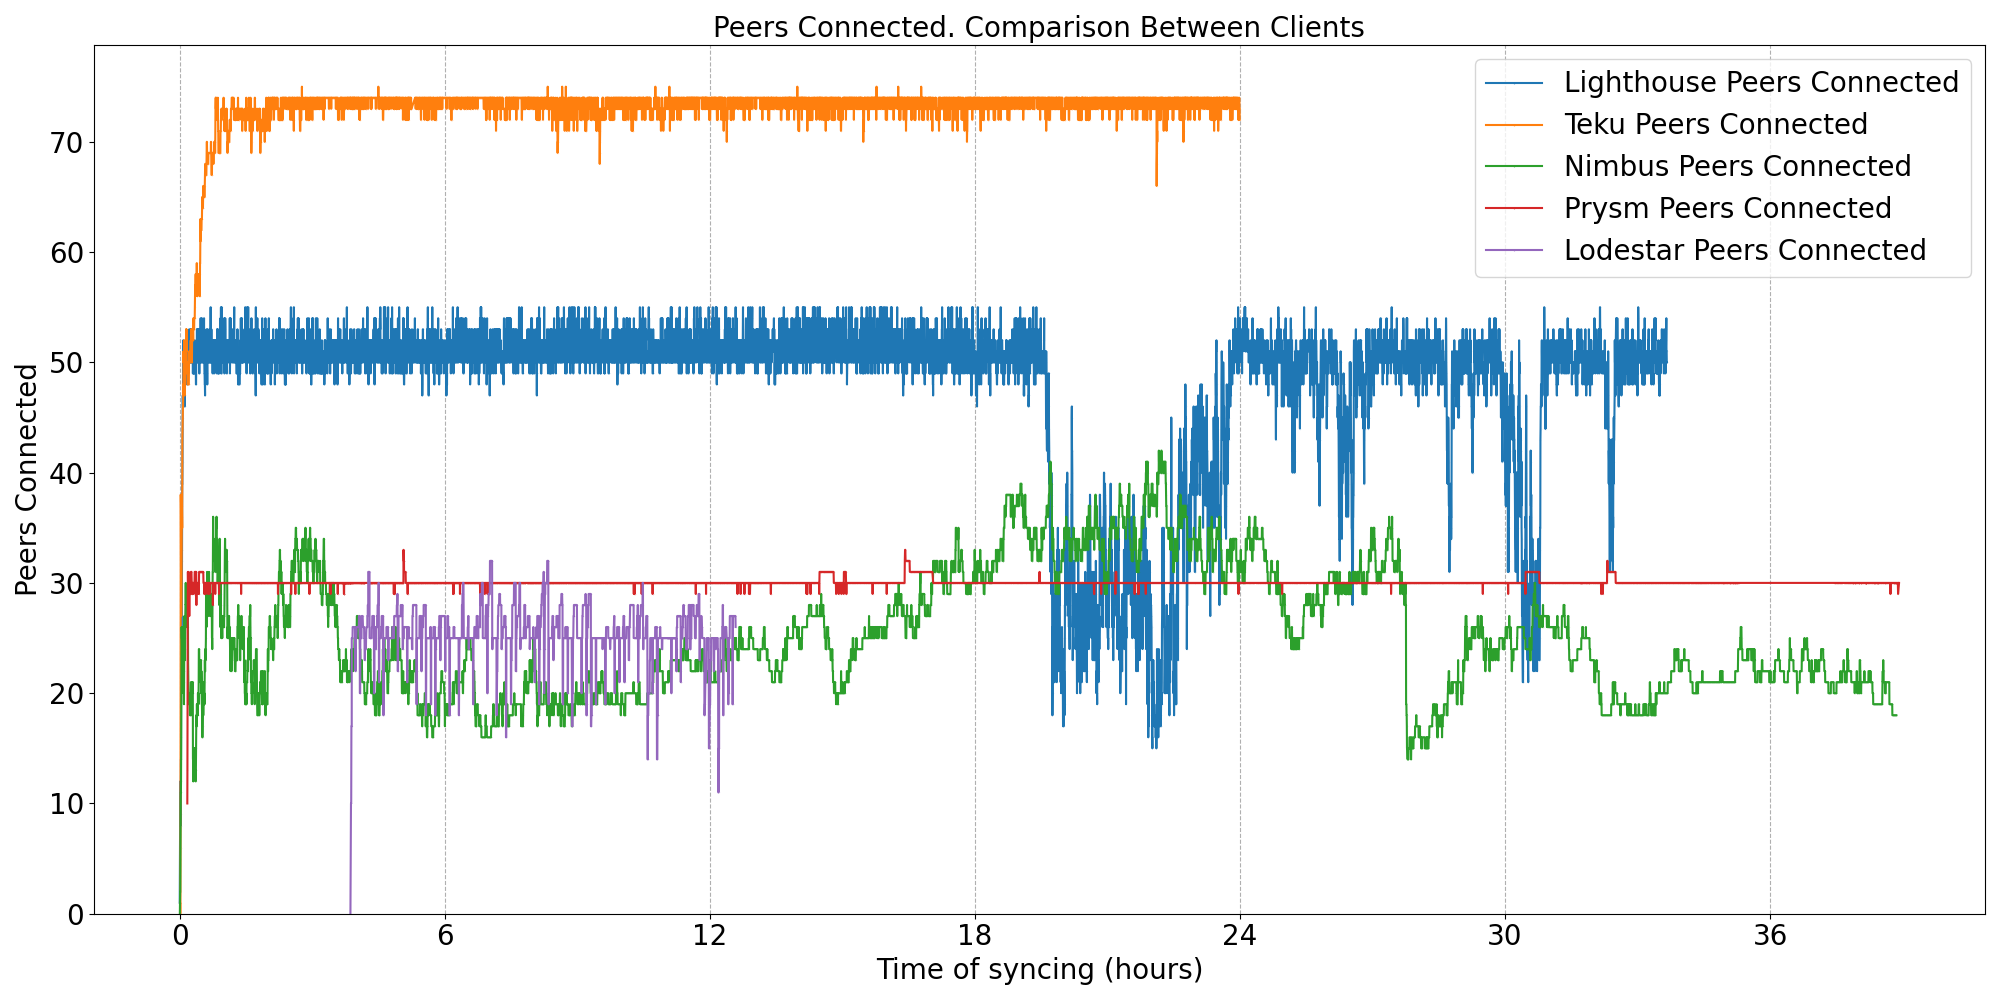 Peers Connected. Comparison Between Clients
Lighthouse Peers Connected
Teku Peers Connected
Nimbus Peers Connected
Prysm Peers Connected
Lodestar Peers Connected
Peers Connected
70
60
50
40
30
20
10
0
0 6 12 18 24 30 36
Time of syncing (hours)